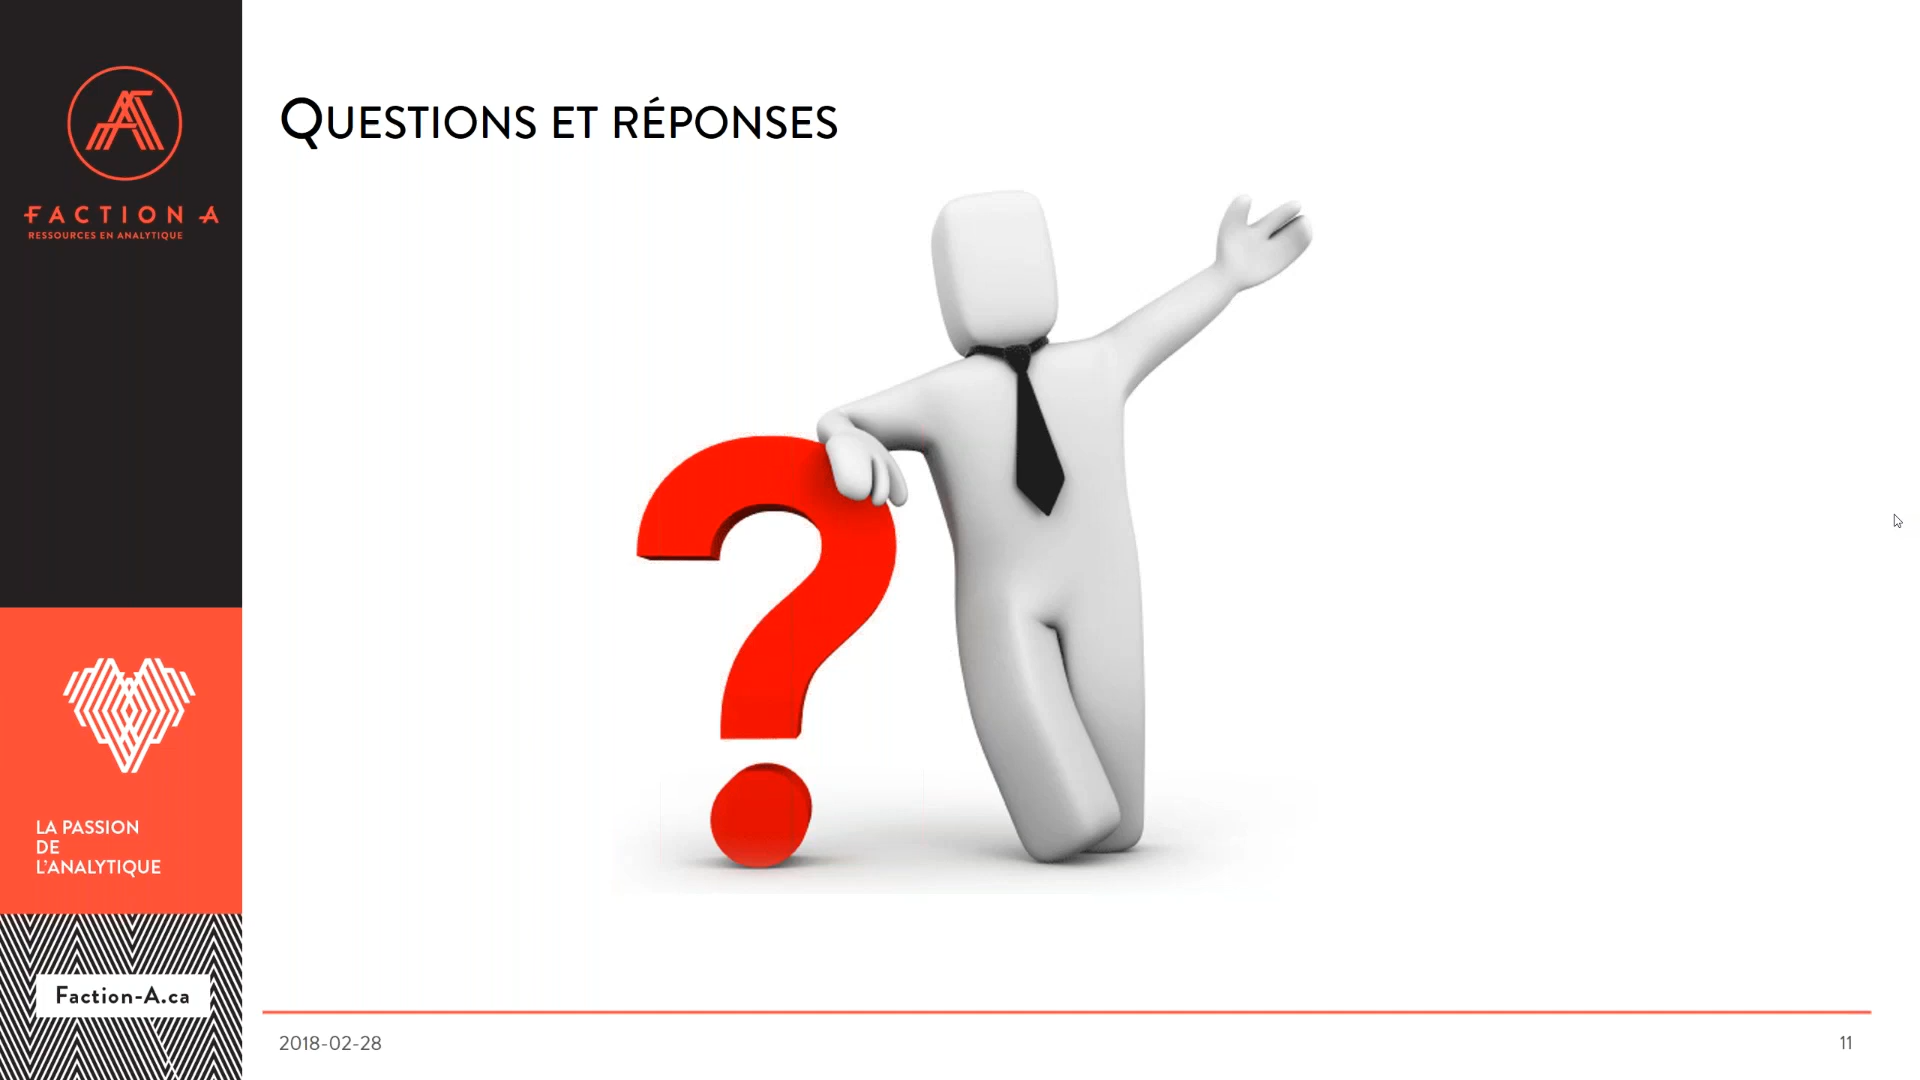 FACTION A
RESSOURCES EN ANALYTIQUE
QUESTIONS ET RÉPONSES
LA PASSION
DE
L'ANALYTIQUE
Faction-A.ca
2018-02-28
11